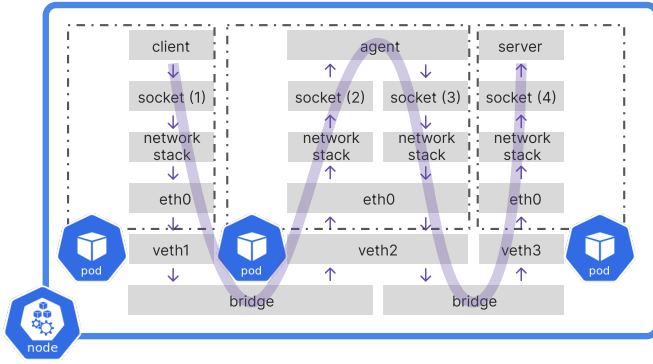 client
agent
server
socket (1)
socket (2)
socket (3)
socket (4)
network
stack
network
stack
network
stack
network
stack
eth0
eth0
eth0
veth1
veth2
veth3
pod
pod
pod
bridge
bridge
node